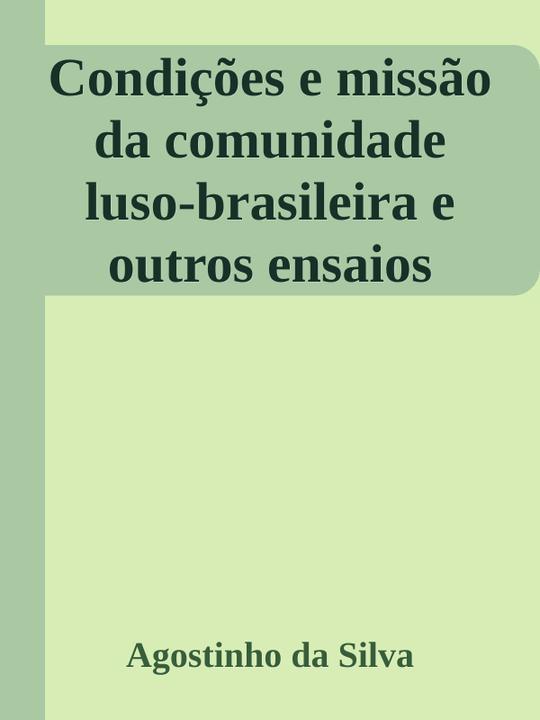 Condições e missão
da comunidade
luso-brasileira e
outros ensaios
Agostinho da Silva